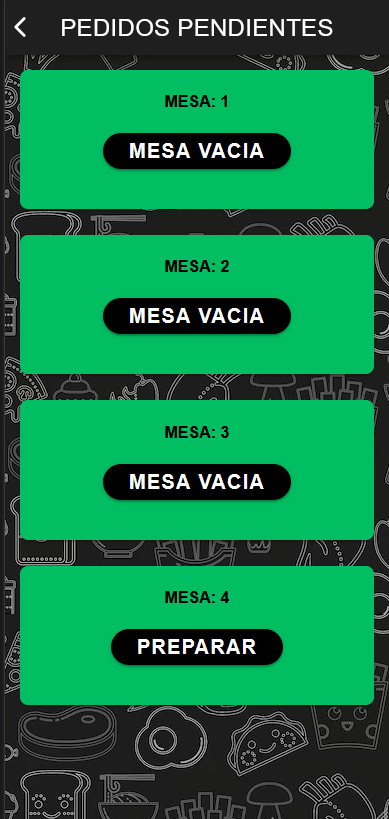 PEDIDOS PENDIENTES
MESA: 1
MESA VACIA
MESA: 2
MESA VACIA
MESA: 3
MESA VACIA
MESA: 4
PREPARAR